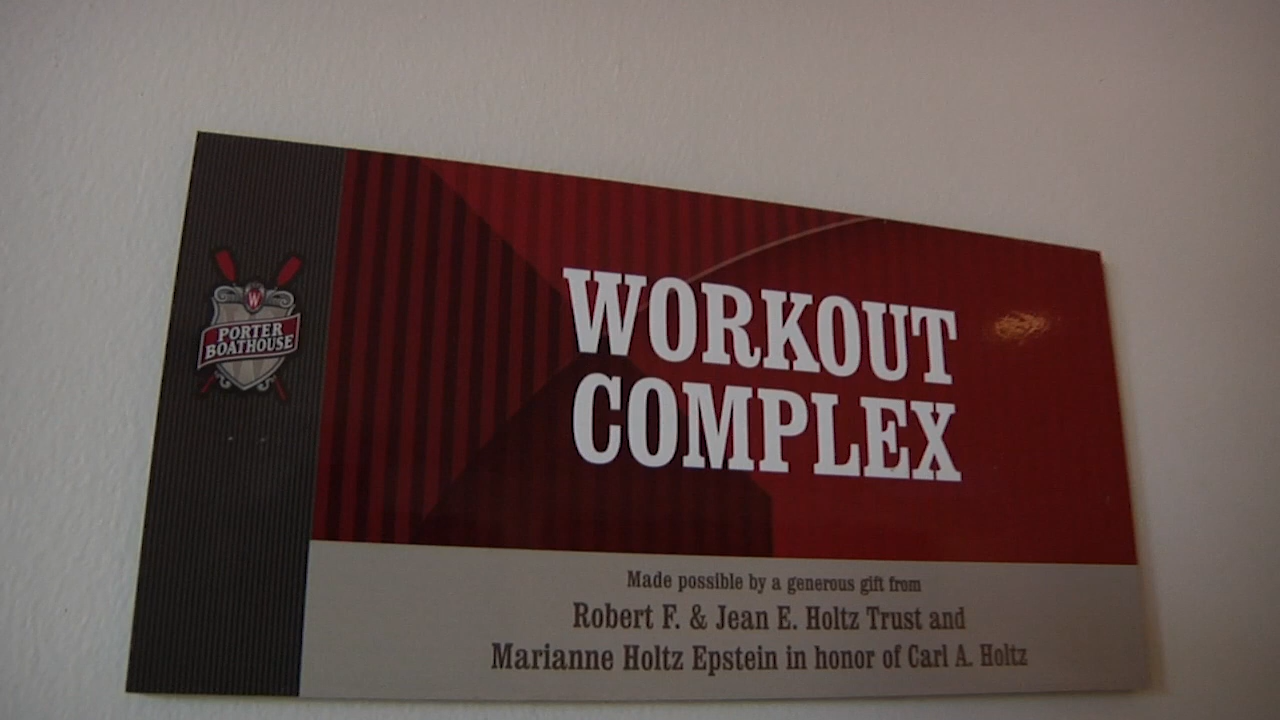 W
PORTER
BOATHOUSE
WORKOUT
COMPLEX
Made possible by a generous gift from
Robert F. & Jean E. Holtz Trust and
Marianne Holtz Epstein in honor of Carl A. Holtz